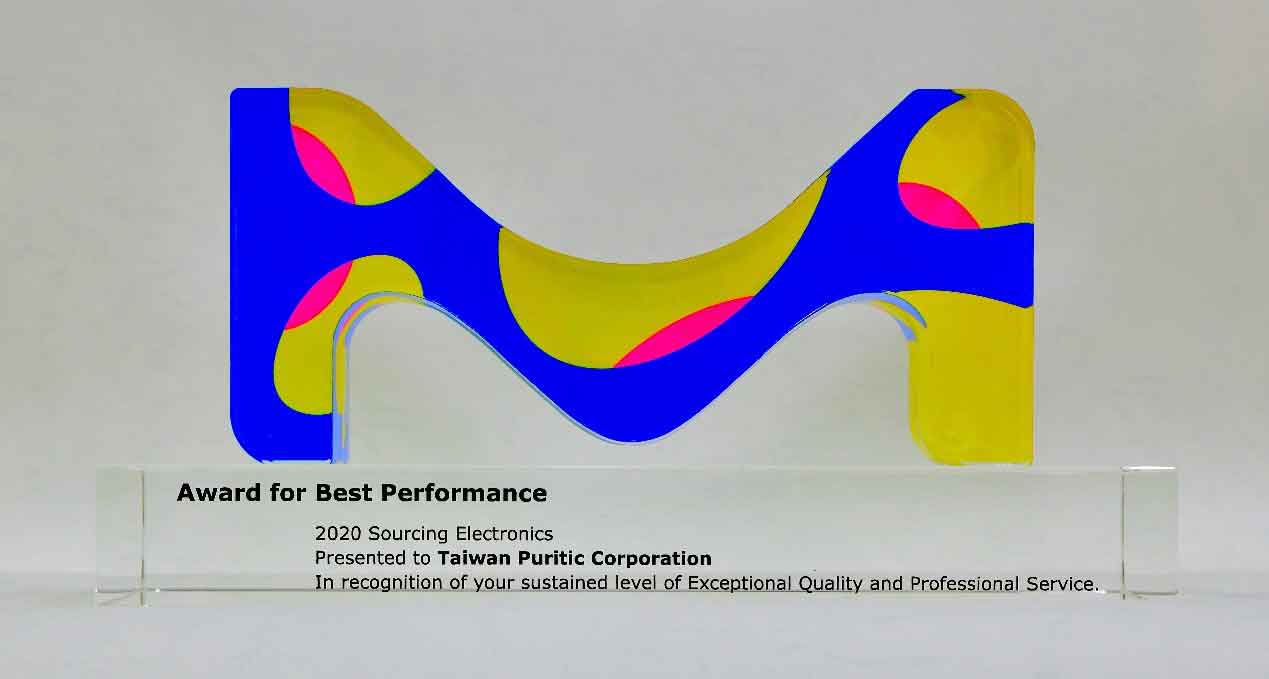 Award for Best Performance
2020 Sourcing Electronics
Presented to Taiwan Puritic Corporation
In recognition of your sustained level of Exceptional Quality and Professional Service.